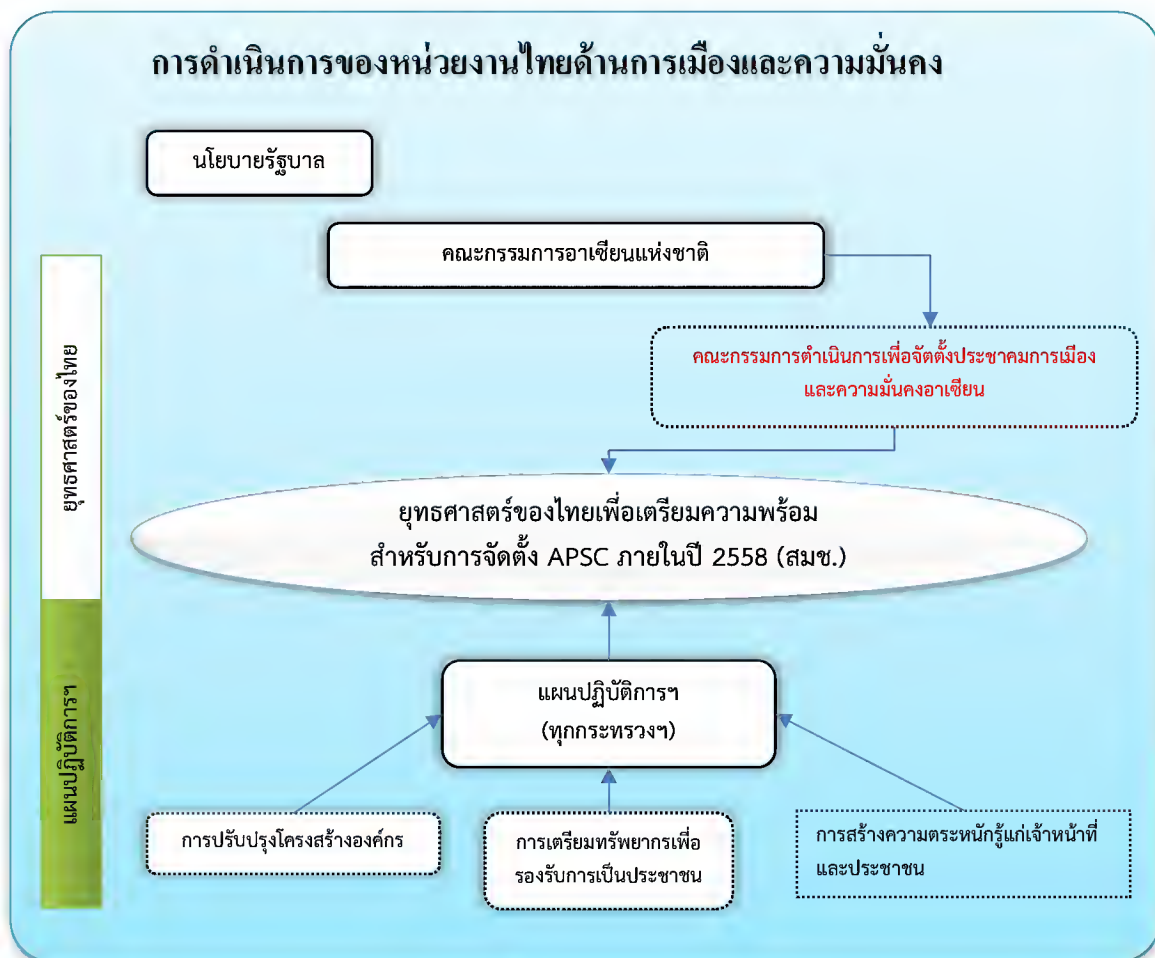 การดำเนินการของหน่วยงานไทยด้านการเมืองและความมั่นคง
นโยบายรัฐบาล
คณะกรรมการอาเซียนแห่งชาติ
คณะกรรมการดำเนินการเพื่อจัดตั้งประชาคมการเมือง
และความมั่นคงอาเซียน
ยุทธศาสตร์ของไทย
ยุทธศาสตร์ของไทยเพื่อเตรียมความพร้อม
สำหรับการจัดตั้ง APSC ภายในปี 2558 (สมช.)
แผนปฏิบัติการฯ
แผนปฏิบัติการฯ
(ทุกกระทรวงฯ)
การปรับปรุงโครงสร้างองค์กร
การเตรียมทรัพยากรเพื่อ
รองรับการเป็นประชาชน
การสร้างความตระหนักรู้แก่เจ้าหน้าที่
และประชาชน